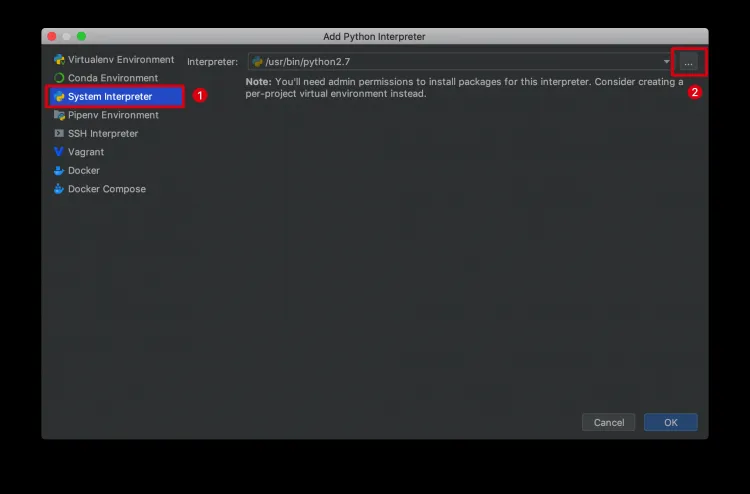 Add Python Interpreter
Virtualenv Environment
Conda Environment
System Interpreter
1
Pipenv Environment
SSH Interpreter
Vagrant
Docker
Docker Compose
Interpreter:
/usr/bin/python2.7
...
2
Note: You'll need admin permissions to install packages for this interpreter. Consider creating a
per-project virtual environment instead.
Cancel
OK